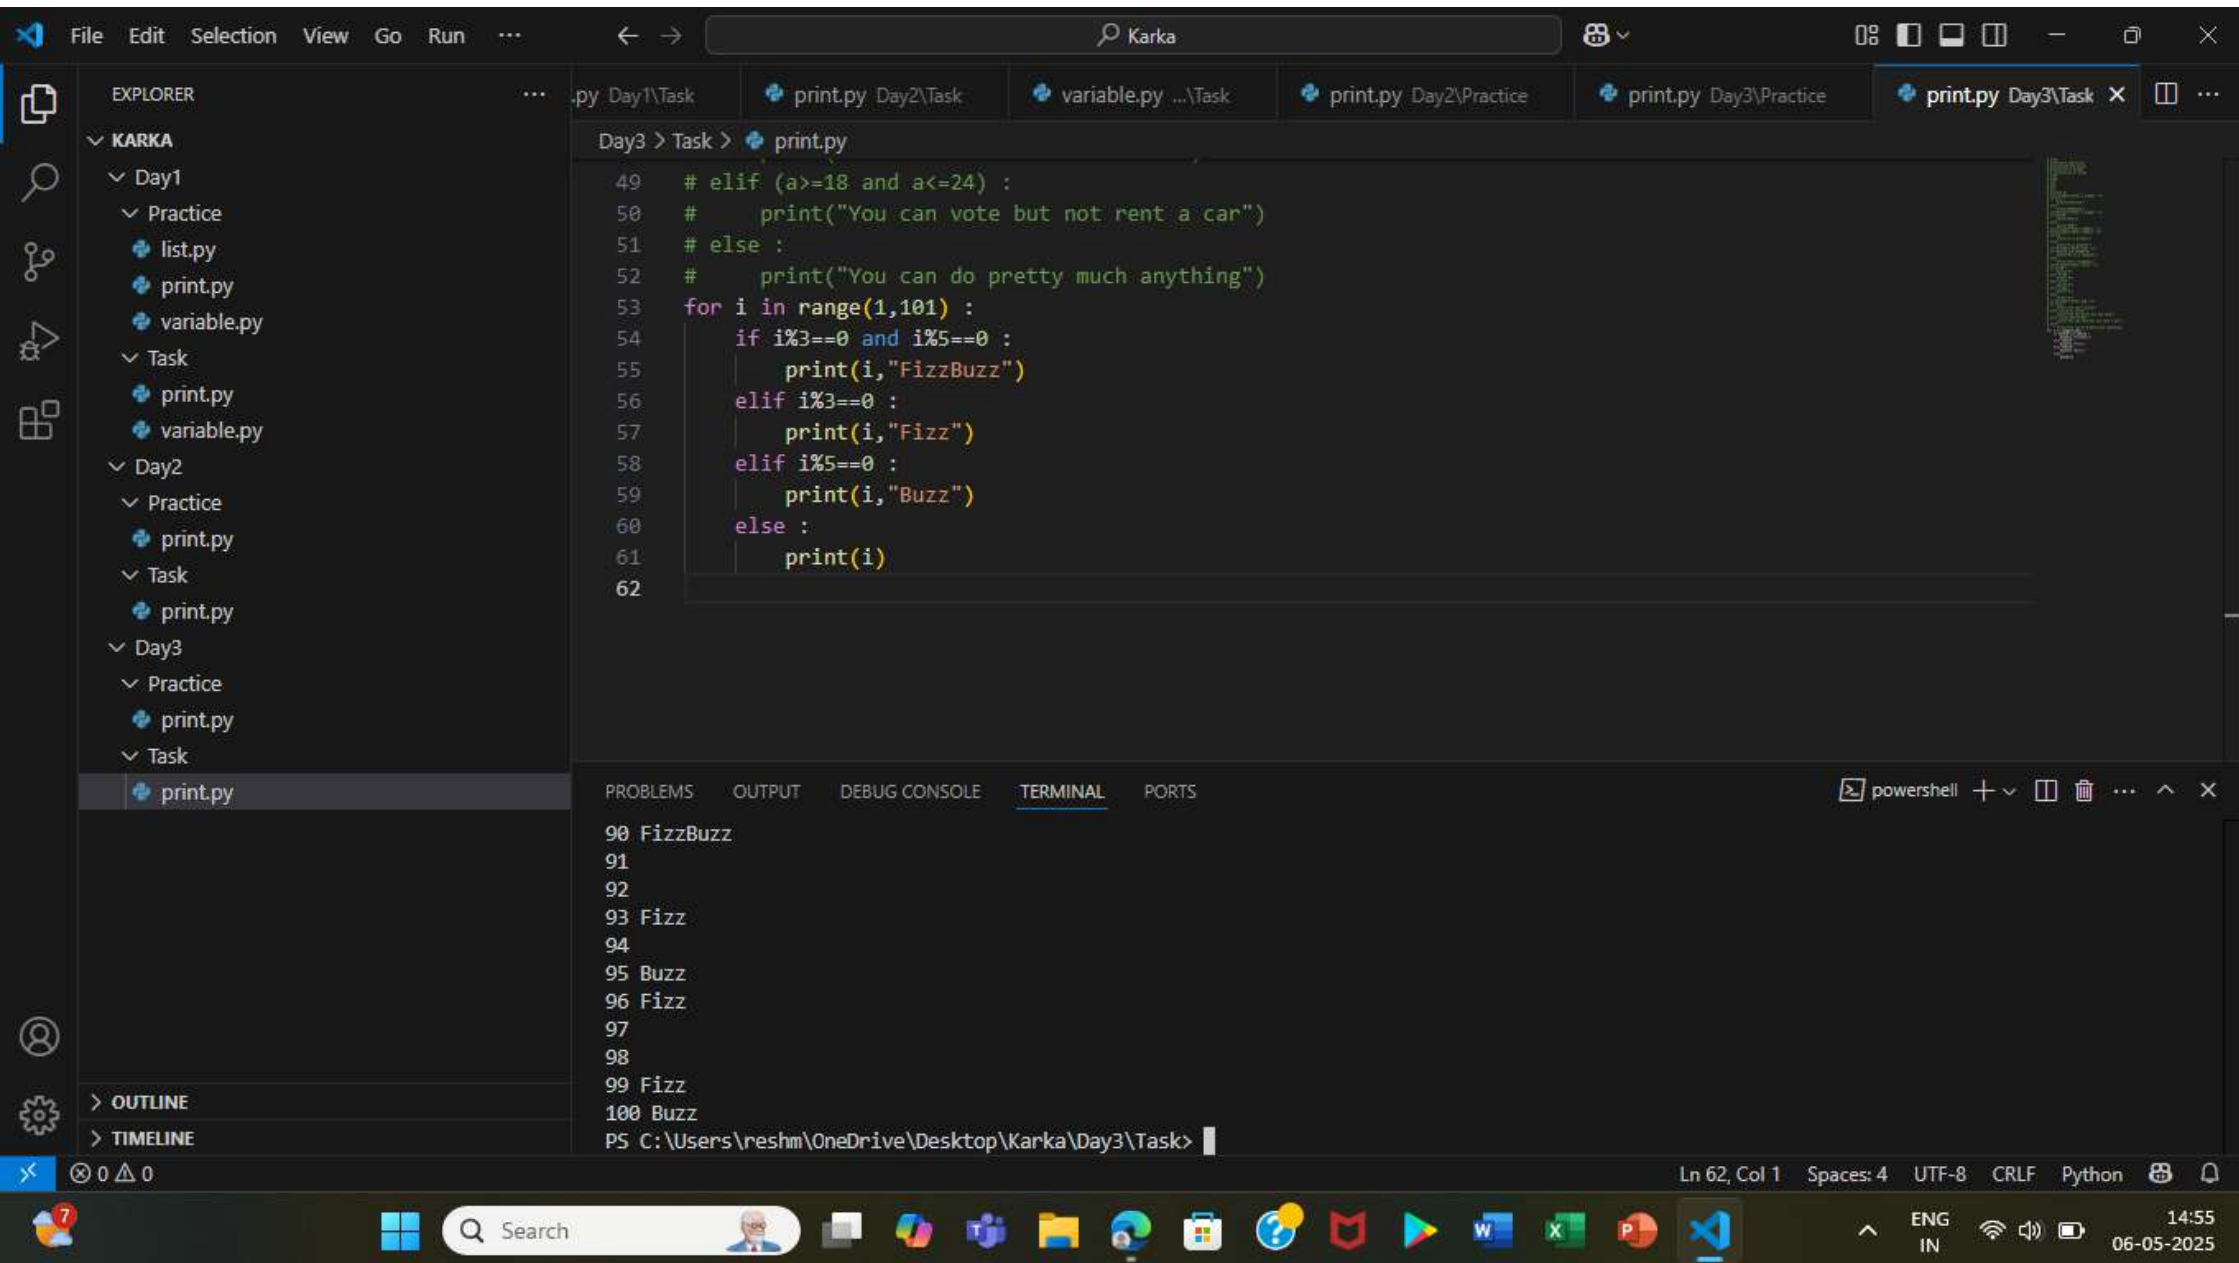 File Edit Selection View Go Run ··· Karka
EXPLORER ···
.py Day1\Task print.py Day2\Task variable.py ...\Task print.py Day2\Practice print.py Day3\Practice print.py Day3\Task
KARKA
Day1
Practice
list.py
print.py
variable.py
Task
print.py
variable.py
Day2
Practice
print.py
Task
print.py
Day3
Practice
print.py
Task
print.py
OUTLINE
TIMELINE
Day3 > Task > print.py
49 # elif (a>=18 and a<=24) :
50 #     print("You can vote but not rent a car")
51 # else :
52 #     print("You can do pretty much anything")
53 for i in range(1,101) :
54     if i%3==0 and i%5==0 :
55         print(i,"FizzBuzz")
56     elif i%3==0 :
57         print(i,"Fizz")
58     elif i%5==0 :
59         print(i,"Buzz")
60     else :
61         print(i)
62
PROBLEMS OUTPUT DEBUG CONSOLE TERMINAL PORTS powershell
90 FizzBuzz
91
92
93 Fizz
94
95 Buzz
96 Fizz
97
98
99 Fizz
100 Buzz
PS C:\Users\reshm\OneDrive\Desktop\Karka\Day3\Task>
0 0 Ln 62, Col 1 Spaces: 4 UTF-8 CRLF Python
7 Search ENG 14:55
IN 06-05-2025